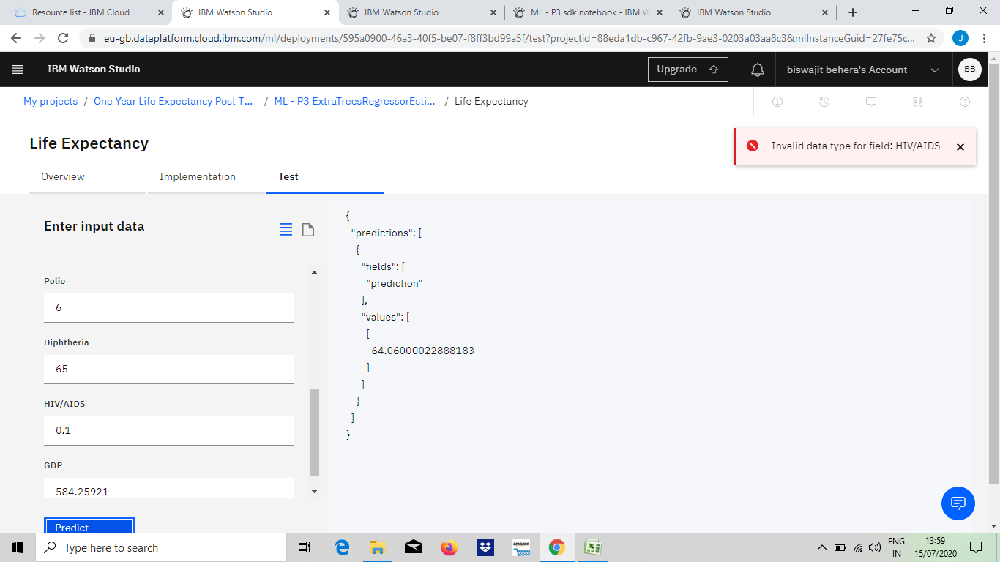 Resource list - IBM Cloud
IBM Watson Studio
IBM Watson Studio
ML - P3 sdk notebook - IBM W
IBM Watson Studio
eu-gb.dataplatform.cloud.ibm.com/ml/deployments/595a0900-46a3-40f5-be07-f8ff3bd99a5f/test?projectid=88eda1db-c967-42fb-9ae3-0203a03aa8c3&mlInstanceGuid=27fe75c...
J
IBM Watson Studio
Upgrade
biswajit behera's Account
BB
My projects / One Year Life Expectancy Post T... / ML - P3 ExtraTreesRegressorEsti... / Life Expectancy
Life Expectancy
Invalid data type for field: HIV/AIDS
Overview
Implementation
Test
Enter input data
Polio
6
Diphtheria
65
HIV/AIDS
0.1
GDP
584.25921
Predict
{
"predictions": [
{
"fields": [
"prediction"
],
"values": [
[
64.06000022888183
]
]
}
]
}
Type here to search
amazon
ENG
IN
13:59
15/07/2020